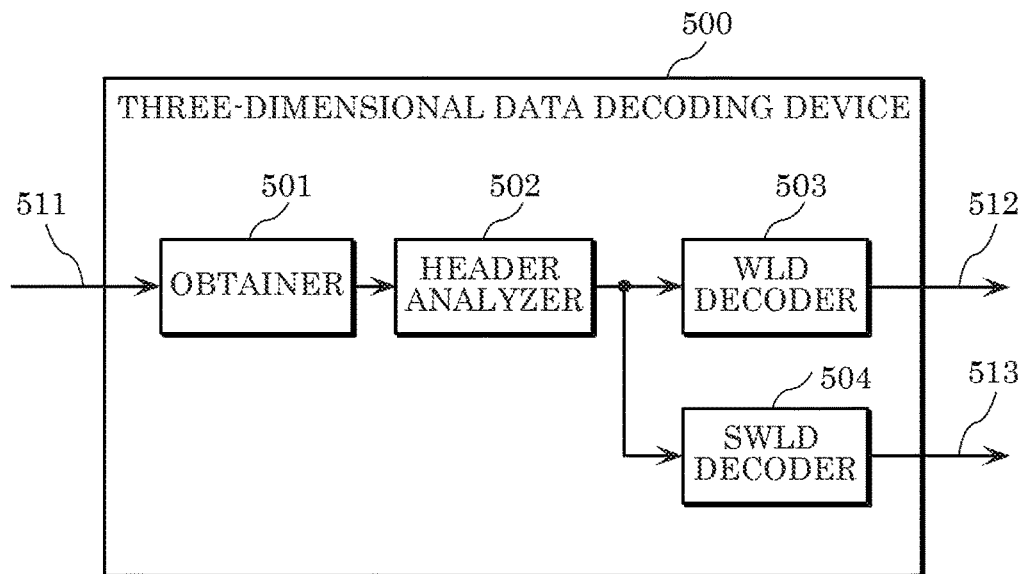 500
THREE-DIMENSIONAL DATA DECODING DEVICE
511
501
502
503
512
OBTAINER
HEADER
ANALYZER
WLD
DECODER
504
513
SWLD
DECODER